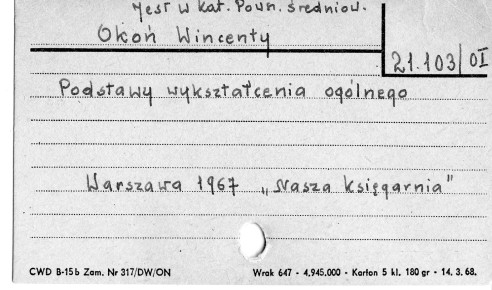 Jest w kat. Pown. średniow.
Okoń Wincenty
21.103/OI
Podstawy wykształcenia ogólnego
Warszawa 1967 „Nasza Księgarnia"
CWD B-15b Zam. Nr 317/DW/ON Wrak 647 - 4,945.000 - Karton 5 kl. 180 gr - 14. 3. 68.